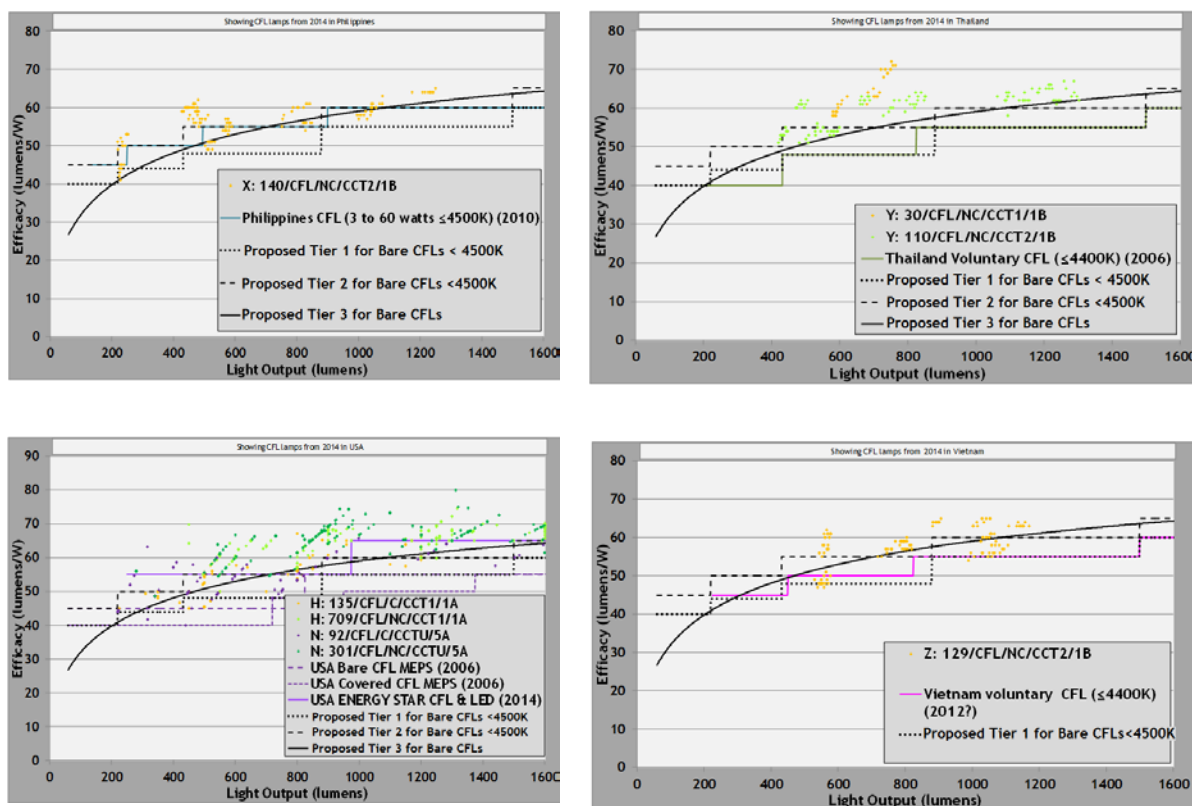 Showing CFL lamps from 2014 in Philippines
80
70
60
50
40
30
20
10
0
Efficacy (lumens/W)
X: 140/CFL/NC/CCT2/1B
Philippines CFL (3 to 60 watts ≤4500K) (2010)
Proposed Tier 1 for Bare CFLs < 4500K
Proposed Tier 2 for Bare CFLs <4500K
Proposed Tier 3 for Bare CFLs
0 200 400 600 800 1000 1200 1400 1600
Light Output (lumens)
Showing CFL lamps from 2014 in Thailand
80
70
60
50
40
30
20
10
0
Efficacy (lumens/W)
Y: 30/CFL/NC/CCT1/1B
Y: 110/CFL/NC/CCT2/1B
Thailand Voluntary CFL (≤4400K) (2006)
Proposed Tier 1 for Bare CFLs < 4500K
Proposed Tier 2 for Bare CFLs <4500K
Proposed Tier 3 for Bare CFLs
0 200 400 600 800 1000 1200 1400 1600
Light Output (lumens)
Showing CFL lamps from 2014 in USA
90
80
70
60
50
40
30
20
10
0
Efficacy (lumens/W)
H: 135/CFL/C/CCT1/1A
H: 709/CFL/NC/CCT1/1A
N: 92/CFL/C/CCTU/5A
N: 301/CFL/NC/CCTU/5A
USA Bare CFL MEPS (2006)
USA Covered CFL MEPS (2006)
USA ENERGY STAR CFL & LED (2014)
Proposed Tier 1 for Bare CFLs <4500K
Proposed Tier 2 for Bare CFLs <4500K
Proposed Tier 3 for Bare CFLs
0 200 400 600 800 1000 1200 1400 1600
Light Output (lumens)
Showing CFL lamps from 2014 in Vietnam
80
70
60
50
40
30
20
10
0
Efficacy (lumens/W)
Z: 129/CFL/NC/CCT2/1B
Vietnam voluntary CFL (≤4400K)
(2012?)
Proposed Tier 1 for Bare CFLs<4500K
0 200 400 600 800 1000 1200 1400 1600
Light Output (lumens)